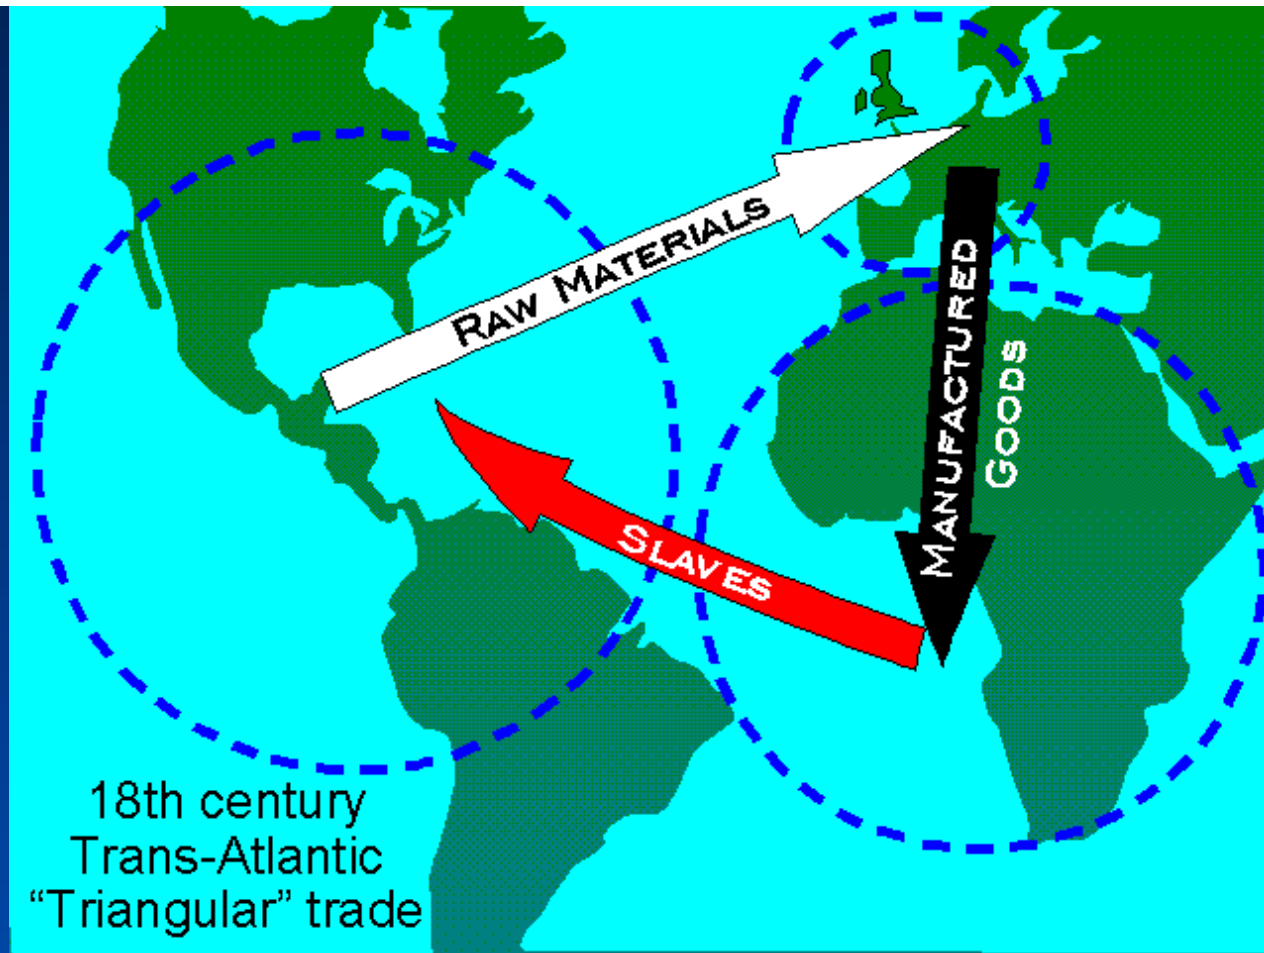 RAW MATERIALS
MANUFACTURED
GOODS
SLAVES
18th century
Trans-Atlantic
“Triangular” trade